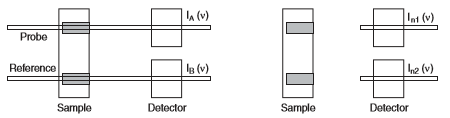 I_A (ν)
Probe
Reference
I_B (ν)
Sample
Detector
I_n1 (ν)
I_n2 (ν)
Sample
Detector